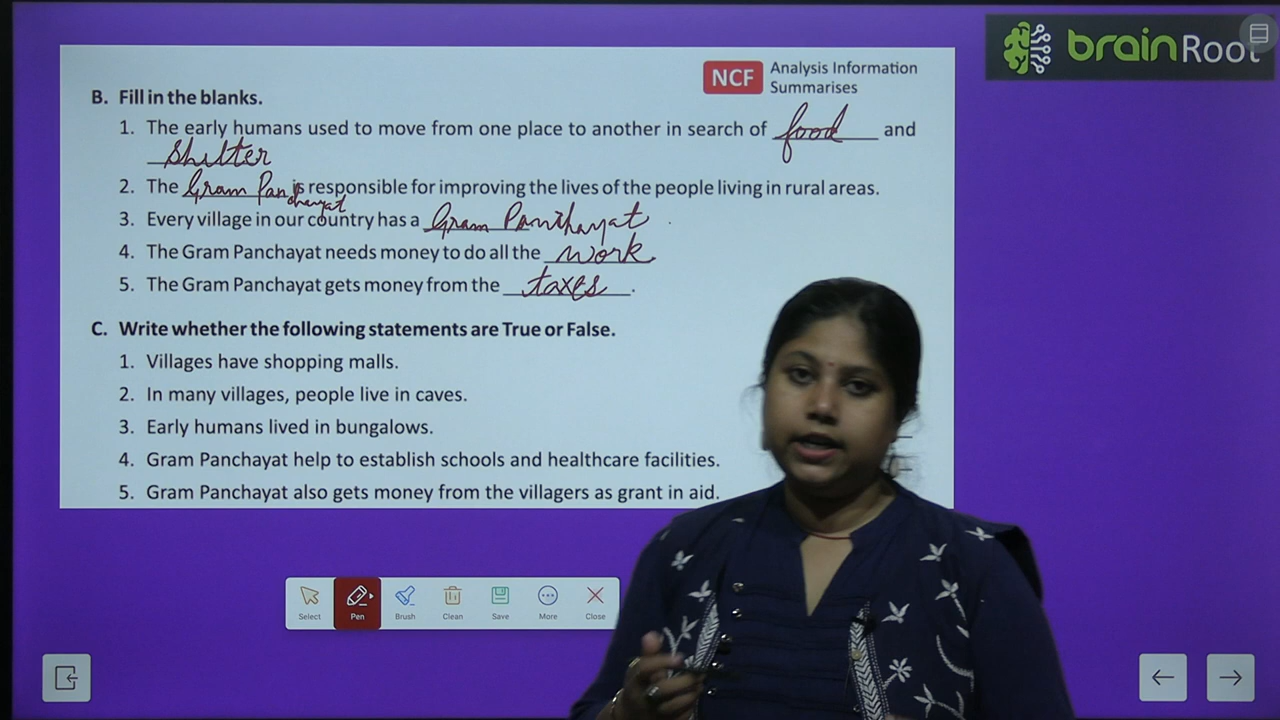 brainRoot
NCF Analysis Information
Summarises
B. Fill in the blanks.
1. The early humans used to move from one place to another in search of food and
Shelter
2. The Gram Panchayat is responsible for improving the lives of the people living in rural areas.
3. Every village in our country has a Gram Panchayat.
4. The Gram Panchayat needs money to do all the work.
5. The Gram Panchayat gets money from the taxes.
C. Write whether the following statements are True or False.
1. Villages have shopping malls.
2. In many villages, people live in caves.
3. Early humans lived in bungalows.
4. Gram Panchayat help to establish schools and healthcare facilities.
5. Gram Panchayat also gets money from the villagers as grant in aid.
Select Pen Brush Clean Save More Close